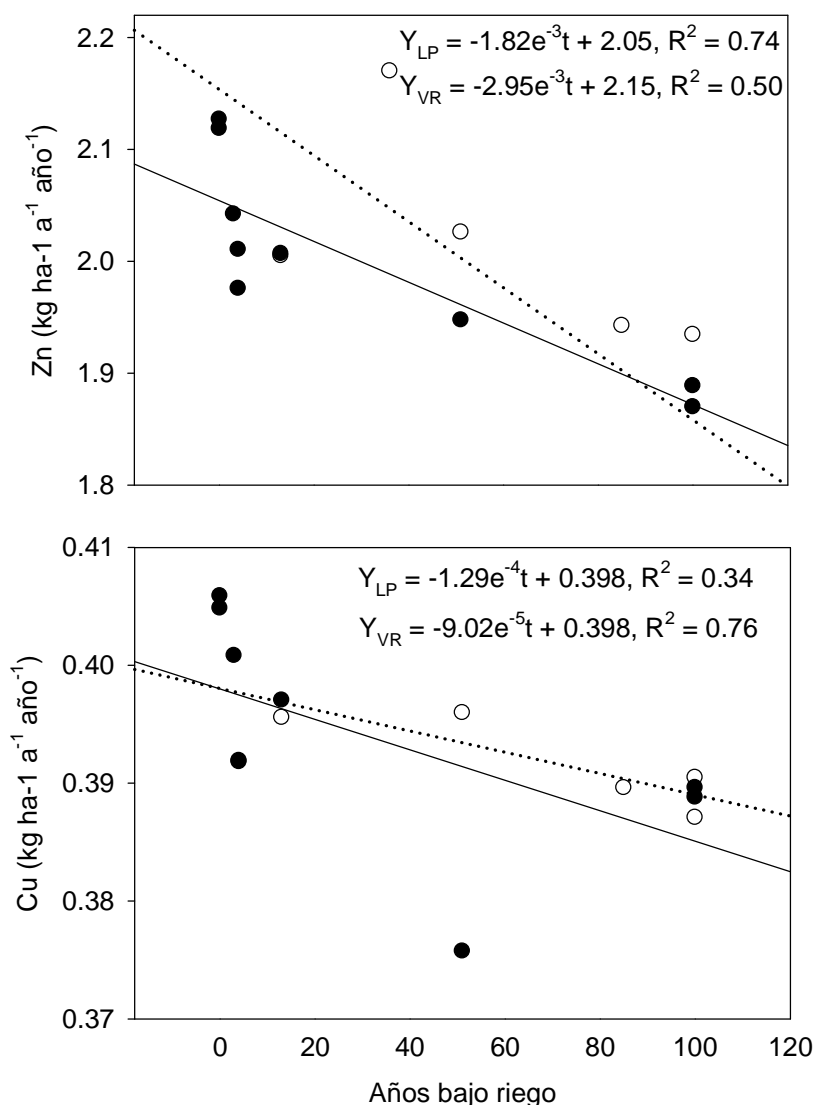 Y_LP = -1.82e^-3t + 2.05, R^2 = 0.74
Y_VR = -2.95e^-3t + 2.15, R^2 = 0.50
Zn (kg ha-1 a^-1 año^-1)
2.2
2.1
2.0
1.9
1.8
Y_LP = -1.29e^-4t + 0.398, R^2 = 0.34
Y_VR = -9.02e^-5t + 0.398, R^2 = 0.76
Cu (kg ha-1 a^-1 año^-1)
0.41
0.40
0.39
0.38
0.37
0 20 40 60 80 100 120
Años bajo riego